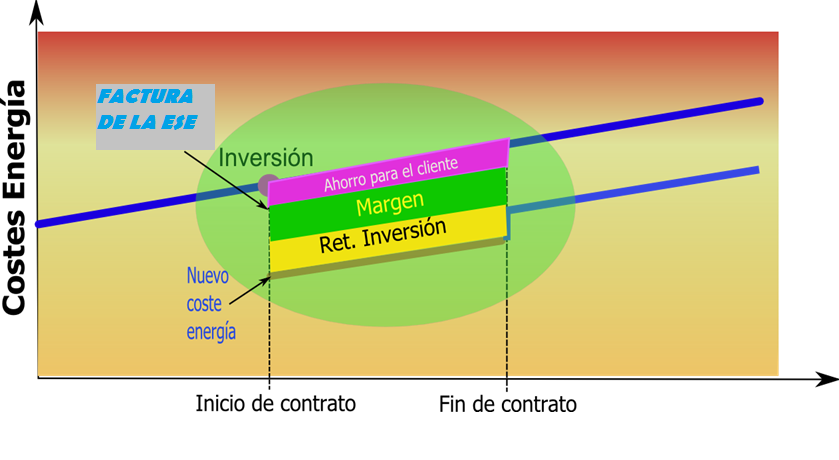 Costes Energía
FACTURA
DE LA ESE
Inversión
Ahorro para el cliente
Margen
Ret. Inversión
Nuevo
coste
energía
Inicio de contrato
Fin de contrato